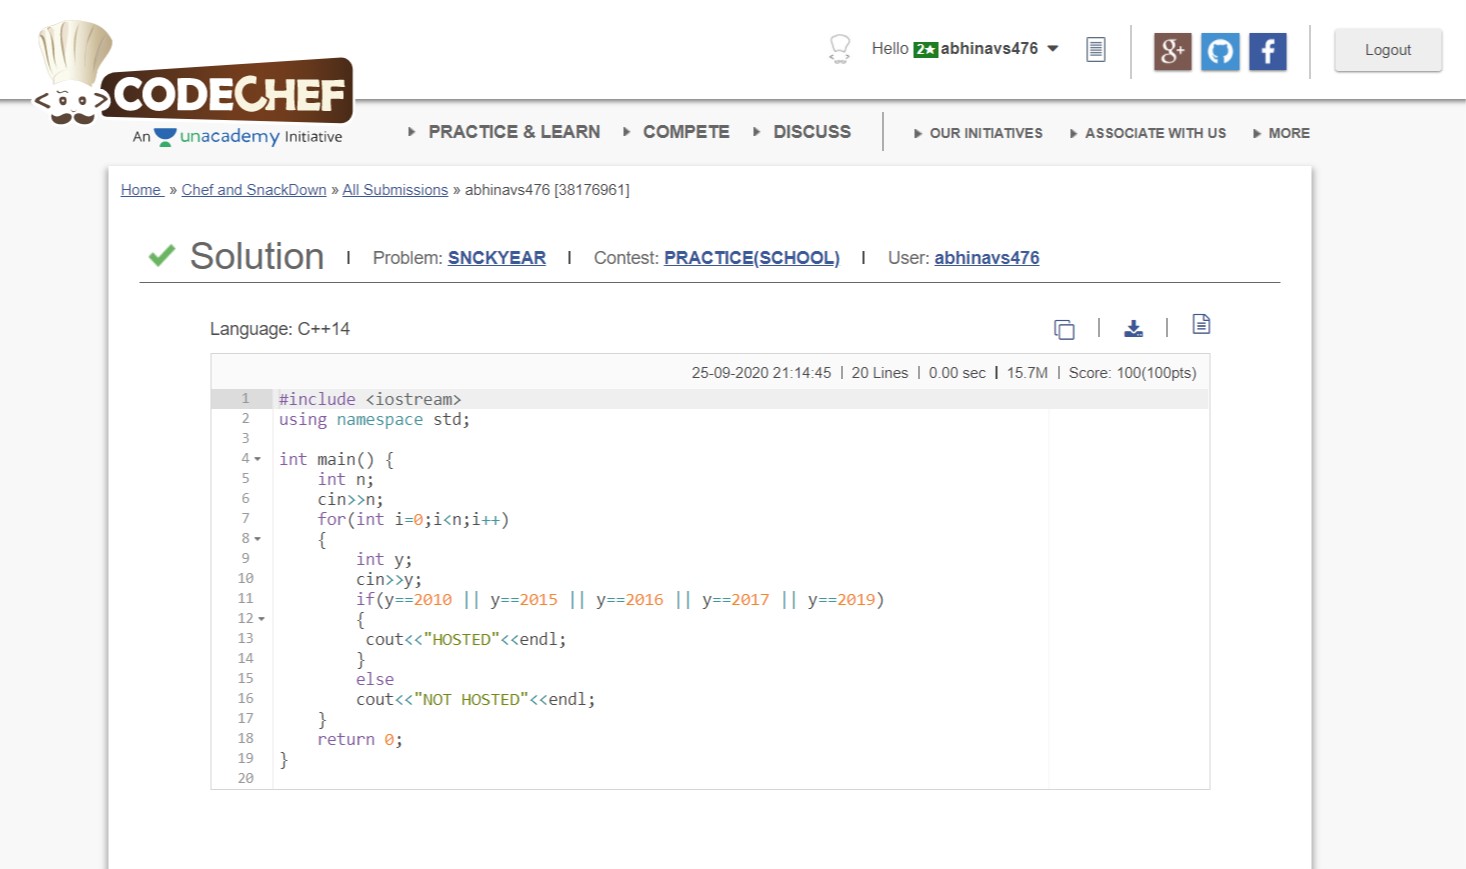 Hello 2★ abhinavs476
g+
f
Logout
CODECHEF
An unacademy Initiative
PRACTICE & LEARN COMPETE DISCUSS OUR INITIATIVES ASSOCIATE WITH US MORE
Home » Chef and SnackDown » All Submissions » abhinavs476 [38176961]
Solution | Problem: SNCKYEAR | Contest: PRACTICE(SCHOOL) | User: abhinavs476
Language: C++14
25-09-2020 21:14:45 | 20 Lines | 0.00 sec | 15.7M | Score: 100(100pts)
1 #include <iostream>
2 using namespace std;
3
4 int main() {
5 int n;
6 cin>>n;
7 for(int i=0;i<n;i++)
8 {
9 int y;
10 cin>>y;
11 if(y==2010 || y==2015 || y==2016 || y==2017 || y==2019)
12 {
13 cout<<"HOSTED"<<endl;
14 }
15 else
16 cout<<"NOT HOSTED"<<endl;
17 }
18 return 0;
19 }
20